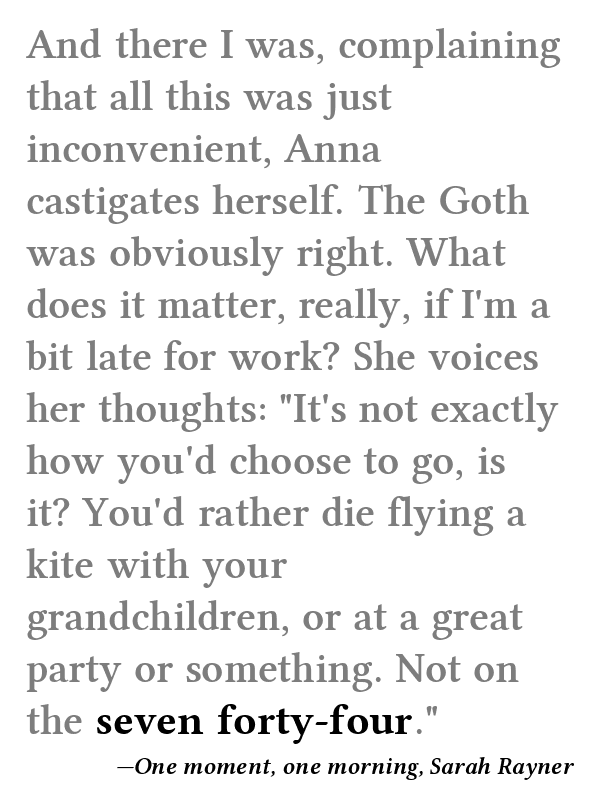 And there I was, complaining
that all this was just
inconvenient, Anna
castigates herself. The Goth
was obviously right. What
does it matter, really, if I'm a
bit late for work? She voices
her thoughts: "It's not exactly
how you'd choose to go, is
it? You'd rather die flying a
kite with your
grandchildren, or at a great
party or something. Not on
the seven forty-four."
—One moment, one morning, Sarah Rayner